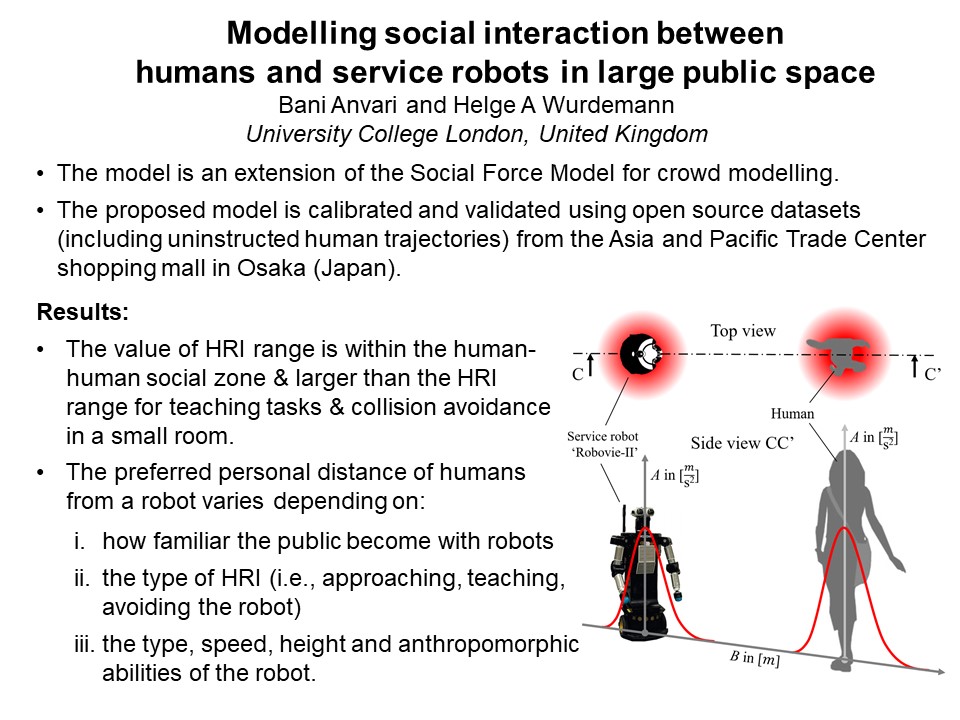 Modelling social interaction between
humans and service robots in large public space
Bani Anvari and Helge A Wurdemann
University College London, United Kingdom
• The model is an extension of the Social Force Model for crowd modelling.
• The proposed model is calibrated and validated using open source datasets
(including uninstructed human trajectories) from the Asia and Pacific Trade Center
shopping mall in Osaka (Japan).
Results:
• The value of HRI range is within the human-
human social zone & larger than the HRI
range for teaching tasks & collision avoidance
in a small room.
• The preferred personal distance of humans
from a robot varies depending on:
i. how familiar the public become with robots
ii. the type of HRI (i.e., approaching, teaching,
avoiding the robot)
iii. the type, speed, height and anthropomorphic
abilities of the robot.
Top view
C
C’
Human
Service robot
‘Robovie-II’
Side view CC’
A in [m/s²]
A in [m/s²]
B in [m]